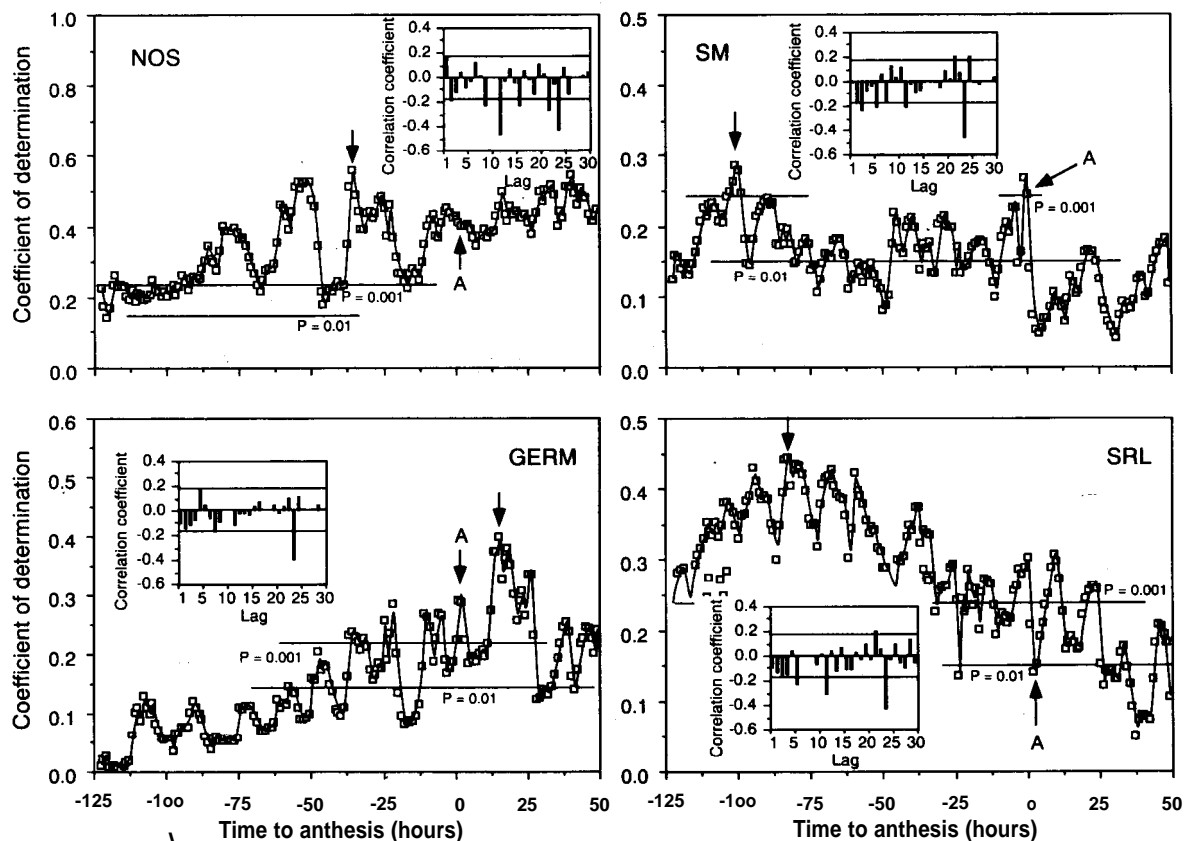 NOS
Coefficient of determination
1.0
0.8
0.6
0.4
0.2
0.0
P = 0.001
P = 0.01
A
Correlation coefficient
0.4
0.2
0.0
-0.2
-0.4
-0.6
1 5 10 15 20 25 30
Lag
SM
0.5
0.4
0.3
0.2
0.1
0.0
P = 0.001
P = 0.01
A
Correlation coefficient
0.4
0.2
0.0
-0.2
-0.4
-0.6
1 5 10 15 20 25 30
Lag
GERM
Coefficient of determination
0.6
0.5
0.4
0.3
0.2
0.1
0.0
P = 0.001
P = 0.01
A
Correlation coefficient
0.4
0.2
0.0
-0.2
-0.4
-0.6
1 5 10 15 20 25 30
Lag
-125 -100 -75 -50 -25 0 25 50
Time to anthesis (hours)
SRL
0.5
0.4
0.3
0.2
0.1
0.0
P = 0.001
P = 0.01
A
Correlation coefficient
0.4
0.2
0.0
-0.2
-0.4
-0.6
1 5 10 15 20 25 30
Lag
-125 -100 -75 -50 -25 0 25 50
Time to anthesis (hours)